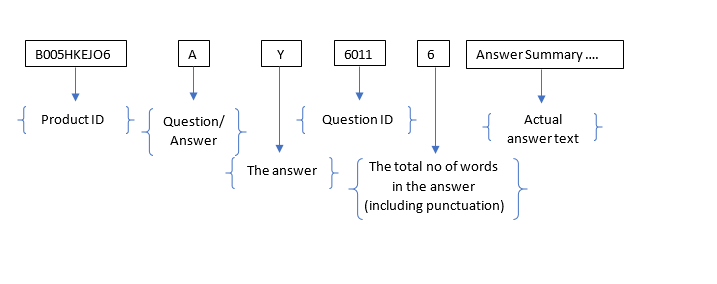 B005HKEJO6 A Y 6011 6 Answer Summary ....
Product ID
Question/
Answer
Question ID
Actual
answer text
The answer
The total no of words
in the answer
(including punctuation)